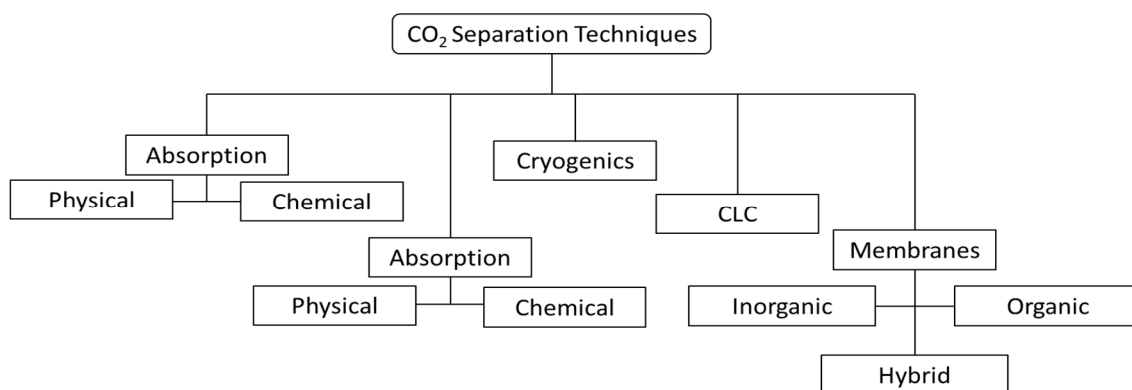 CO₂ Separation Techniques
Absorption
Physical
Chemical
Absorption
Physical
Chemical
Cryogenics
CLC
Membranes
Inorganic
Organic
Hybrid